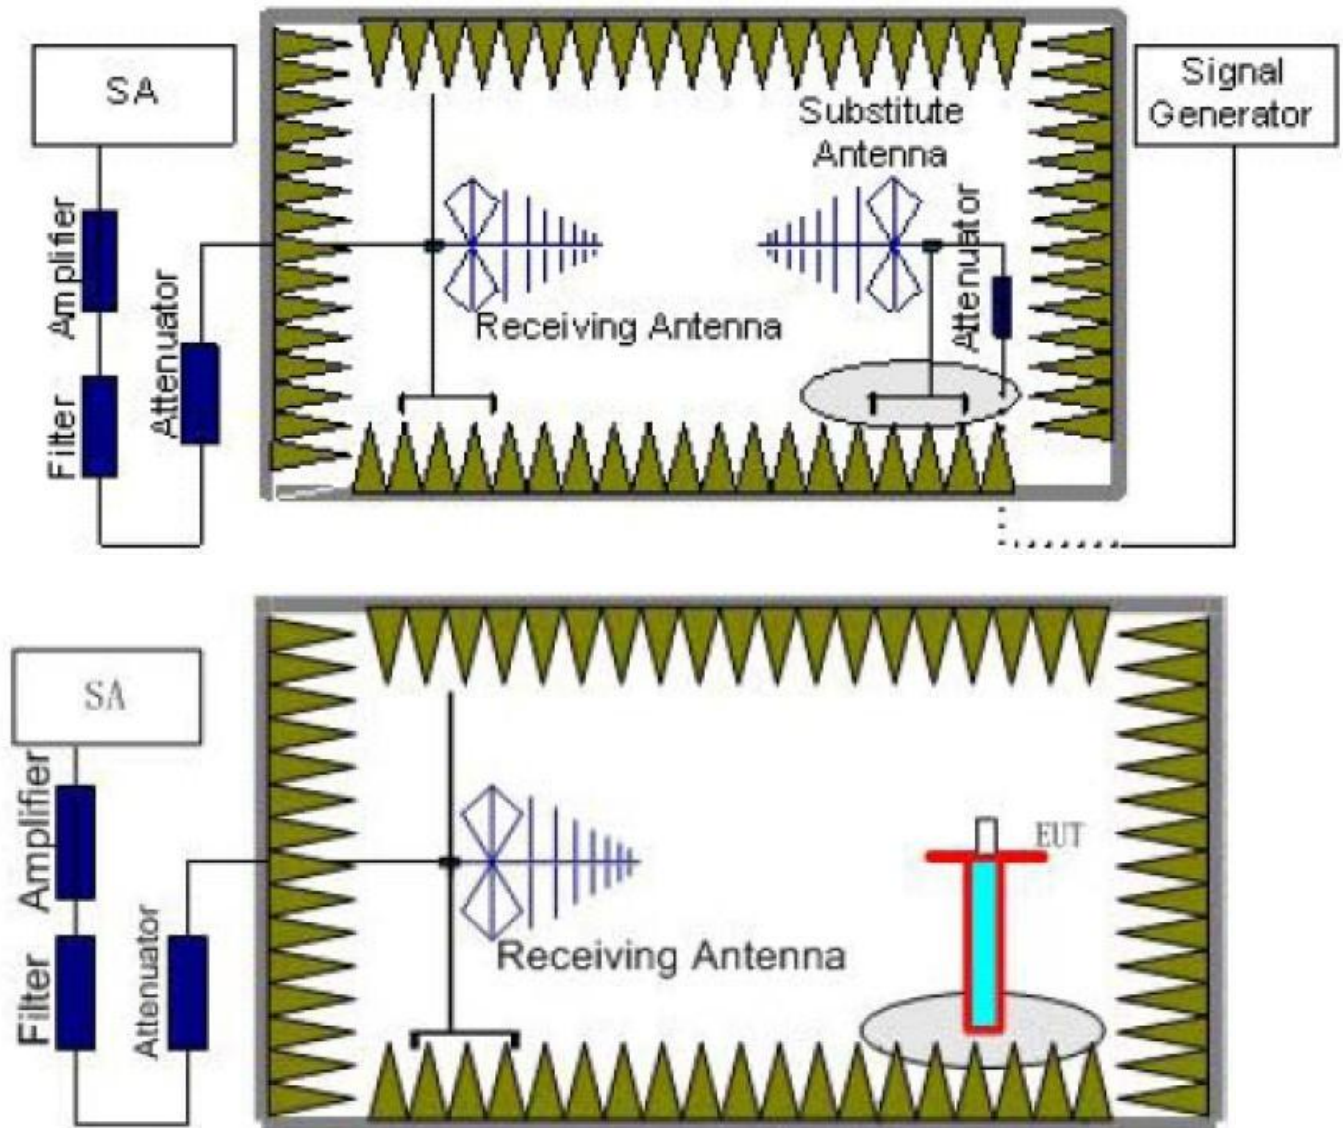 SA
Signal
Generator
Substitute
Antenna
Amplifier
Attenuator
Attenuator
Receiving Antenna
Filter
SA
Amplifier
EUT
Receiving Antenna
Filter
Attenuator